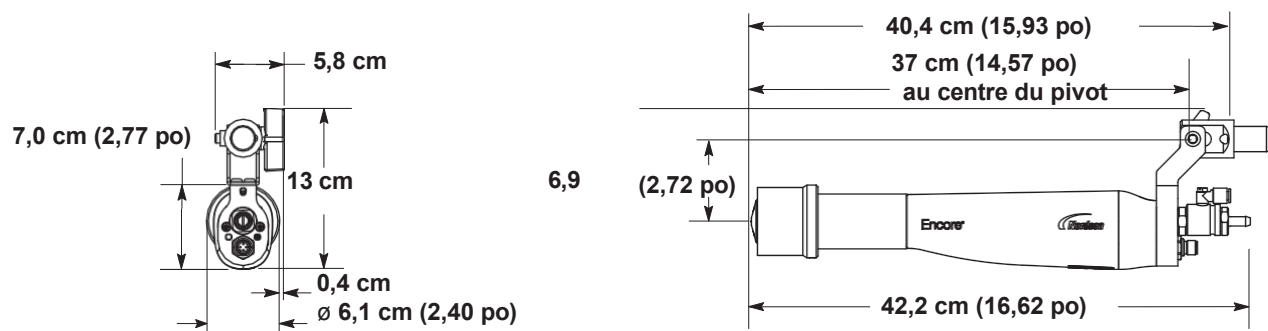 40,4 cm (15,93 po)
5,8 cm
37 cm (14,57 po)
au centre du pivot
7,0 cm (2,77 po)
13 cm
6,9
(2,72 po)
Encore®
Nordson
0,4 cm
ø 6,1 cm (2,40 po)
42,2 cm (16,62 po)